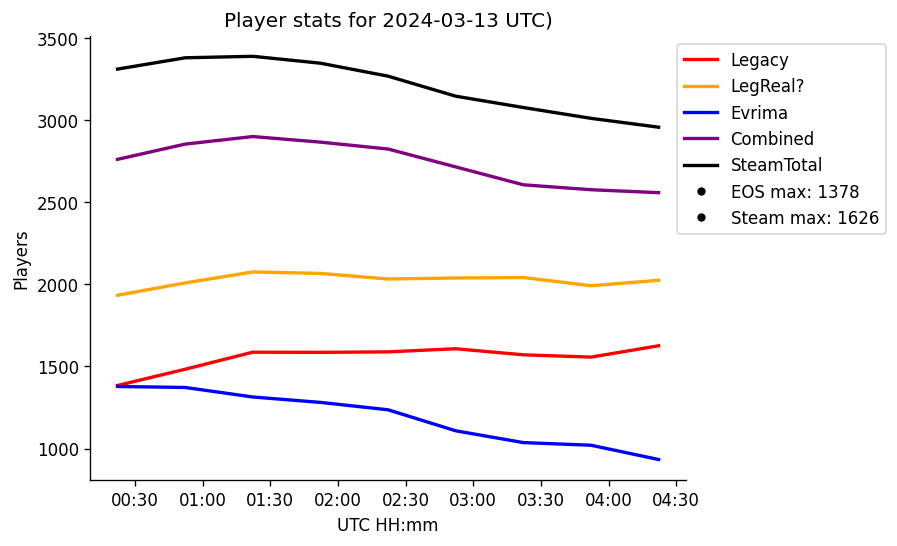 Player stats for 2024-03-13 UTC)
3500
3000
2500
2000
1500
1000
Players
00:30 01:00 01:30 02:00 02:30 03:00 03:30 04:00 04:30
UTC HH:mm
Legacy
LegReal?
Evrima
Combined
SteamTotal
EOS max: 1378
Steam max: 1626